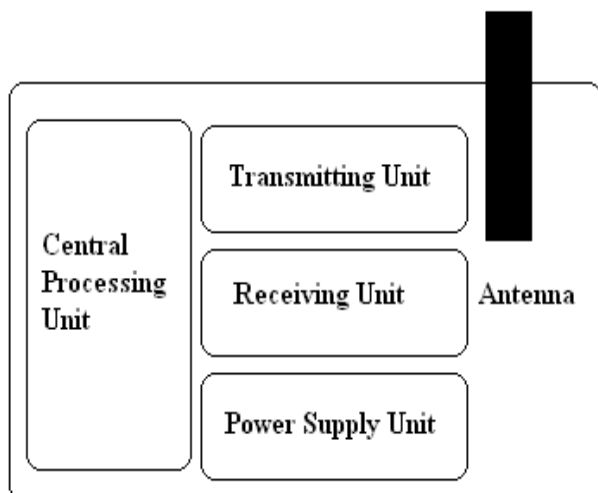 Transmitting Unit
Central
Processing
Unit
Receiving Unit
Antenna
Power Supply Unit